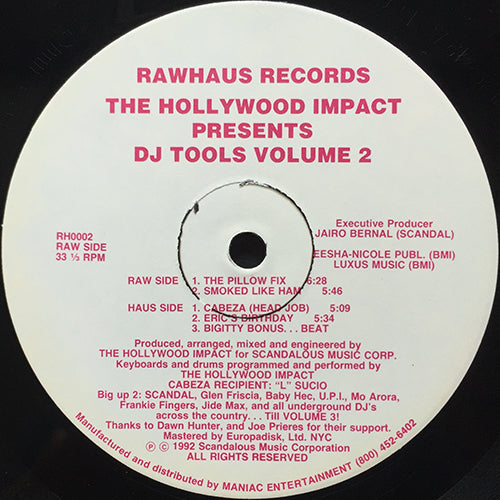 RAWHAUS RECORDS
THE HOLLYWOOD IMPACT
PRESENTS
DJ TOOLS VOLUME 2
RH0002
RAW SIDE
33 ⅓ RPM
Executive Producer
JAIRO BERNAL (SCANDAL)
EESHA-NICOLE PUBL. (BMI)
LUXUS MUSIC (BMI)
RAW SIDE 1. THE PILLOW FIX 6:28
2. SMOKED LIKE HAM 5:46
HAUS SIDE 1. CABEZA (HEAD JOB) 5:09
2. ERIC'S BIRTHDAY 5:34
3. BIGITTY BONUS. . . BEAT
Produced, arranged, mixed and engineered by
THE HOLLYWOOD IMPACT for SCANDALOUS MUSIC CORP.
Keyboards and drums programmed and performed by
THE HOLLYWOOD IMPACT
CABEZA RECIPIENT: "L" SUCIO
Big up 2: SCANDAL, Glen Friscia, Baby Hec, U.P.I., Mo Arora,
Frankie Fingers, Jide Max, and all underground DJ's
across the country. . . Till VOLUME 3!
Thanks to Dawn Hunter, and Joe Prieres for their support.
Mastered by Europadisk, Ltd. NYC
Ⓟ © 1992 Scandalous Music Corporation
ALL RIGHTS RESERVED
Manufactured and distributed by MANIAC ENTERTAINMENT (800) 452-6402